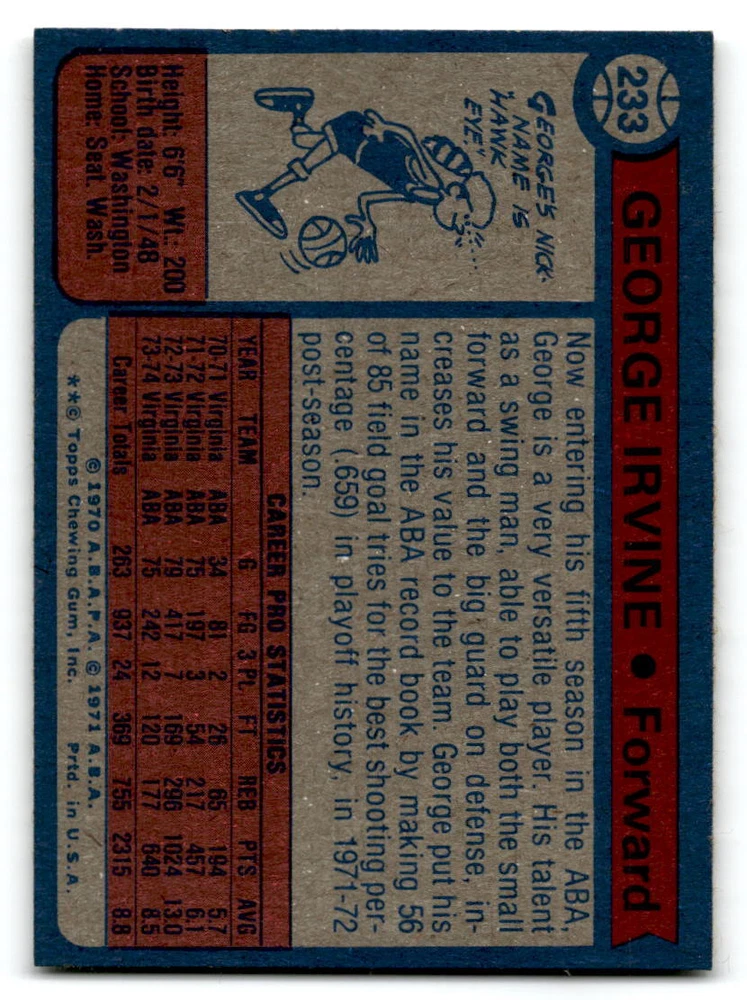 233
GEORGE IRVINE • Forward
GEORGE'S NICK-
NAME IS
"HAWK
EYE"
Height: 6'6" Wt.: 200
Birth date: 2/1/48
School: Washington
Home: Seat. Wash.
Now entering his fifth season in the ABA,
George is a very versatile player. His talent
as a swing man, able to play both the small
forward and the big guard on defense, in-
creases his value to the team. George put his
name in the ABA record book by making 56
of 85 field goal tries for the best shooting per-
centage (.659) in playoff history, in 1971-72
post-season.
CAREER PRO STATISTICS
YEAR TEAM G FG 3 PL FT REB PTS AVG
70-71 Virginia ABA 34 81 2 26 65 194 5.7
71-72 Virginia ABA 75 197 3 54 217 457 6.1
72-73 Virginia ABA 79 417 7 169 296 1024 13.0
73-74 Virginia ABA 75 242 12 120 177 640 8.5
Career Totals 263 937 24 369 755 2315 8.8
© 1970 A.B.A.P.A. © 1971 A.B.A.
**© Topps Chewing Gum, Inc. Prtd. in U.S.A.